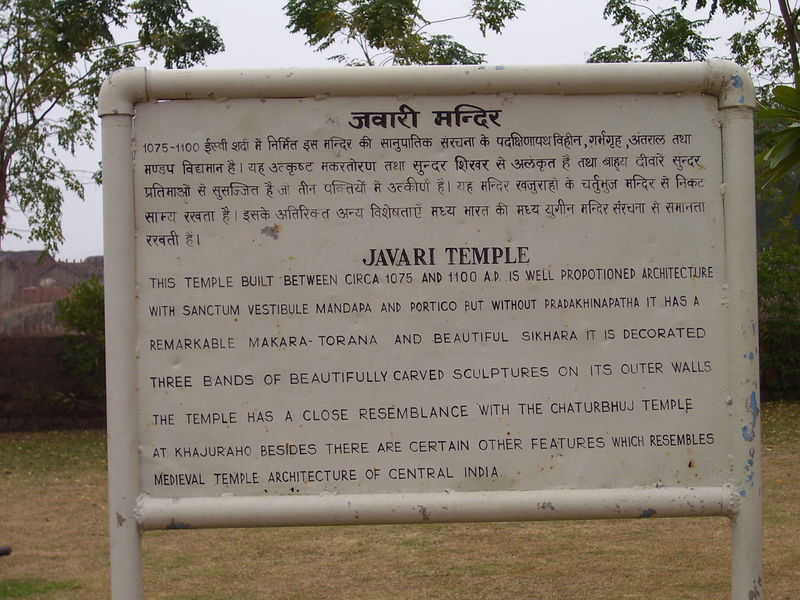 जवारी मन्दिर
1075-1100 ईस्वी शदी में निर्मित इस मन्दिर की सानुपातिक संरचना के पदक्षिणापथ विहीन, गर्भगृह, अंतराल तथा
मण्डप विद्यमान है। यह उत्कृष्ट मकरतोरण तथा सुन्दर शिखर से अलंकृत है तथा बाह्य दीवारें सुन्दर
प्रतिमाओं से सुसज्जित है जो तीन पंक्तियों में उत्कीर्ण है। यह मन्दिर खजुराहो के चर्तुभुज मन्दिर से निकट
साम्य रखता है। इसके अतिरिक्त अन्य विशेषताएँ मध्य भारत की मध्य युगीन मन्दिर संरचना से समानता
रखती है।
JAVARI TEMPLE
THIS TEMPLE BUILT BETWEEN CIRCA 1075 AND 1100 A.D. IS WELL PROPOTIONED ARCHITECTURE
WITH SANCTUM VESTIBULE MANDAPA AND PORTICO BUT WITHOUT PRADAKHINAPATHA IT HAS A
REMARKABLE MAKARA-TORANA AND BEAUTIFUL SIKHARA IT IS DECORATED
THREE BANDS OF BEAUTIFULLY CARVED SCULPTURES ON ITS OUTER WALLS
THE TEMPLE HAS A CLOSE RESEMBLANCE WITH THE CHATURBHUJ TEMPLE
AT KHAJURAHO BESIDES THERE ARE CERTAIN OTHER FEATURES WHICH RESEMBLES
MEDIEVAL TEMPLE ARCHITECTURE OF CENTRAL INDIA.